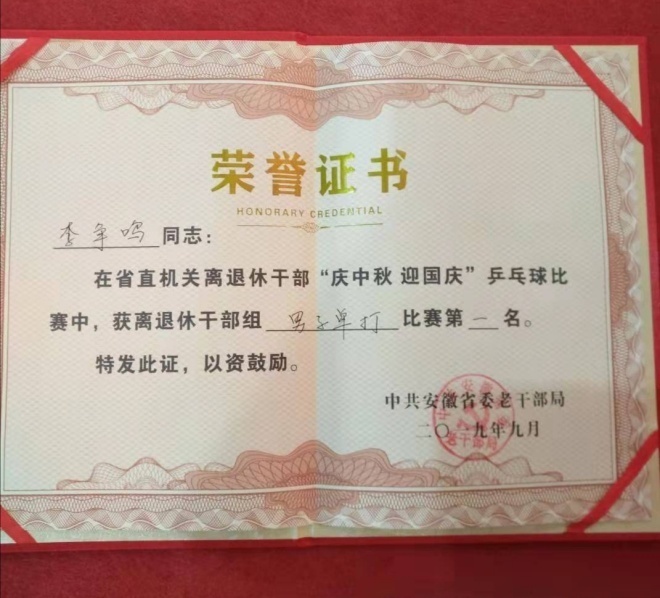 荣誉证书
HONORARY CREDENTIAL
李争鸣同志：
在省直机关离退休干部“庆中秋 迎国庆”乒乓球比
赛中，获离退休干部组 男子单打 比赛第 一 名。
特发此证，以资鼓励。
中共安徽省委老干部局
二〇一九年九月